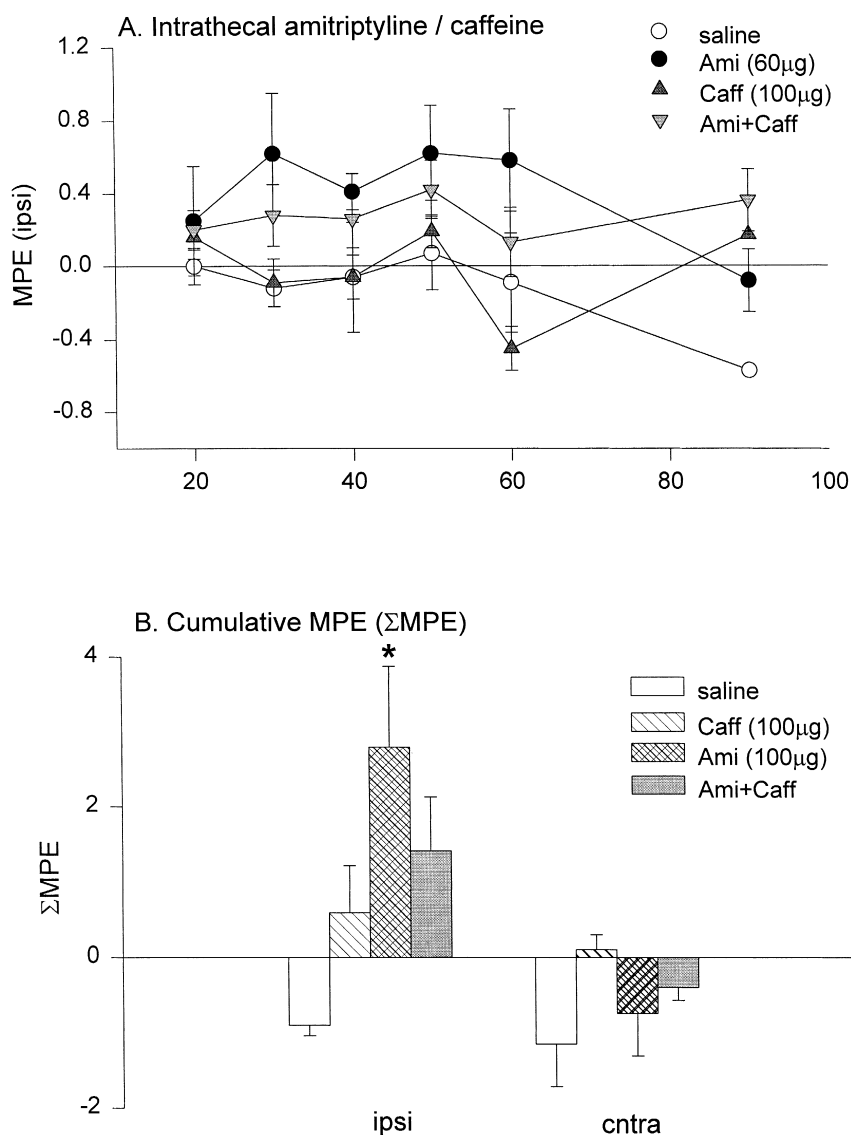 A. Intrathecal amitriptyline / caffeine
saline
Ami (60µg)
Caff (100µg)
Ami+Caff
MPE (ipsi)
1.2
0.8
0.4
0.0
-0.4
-0.8
20 40 60 80 100
B. Cumulative MPE (ΣMPE)
*
saline
Caff (100µg)
Ami (100µg)
Ami+Caff
ΣMPE
4
2
0
-2
ipsi cntra